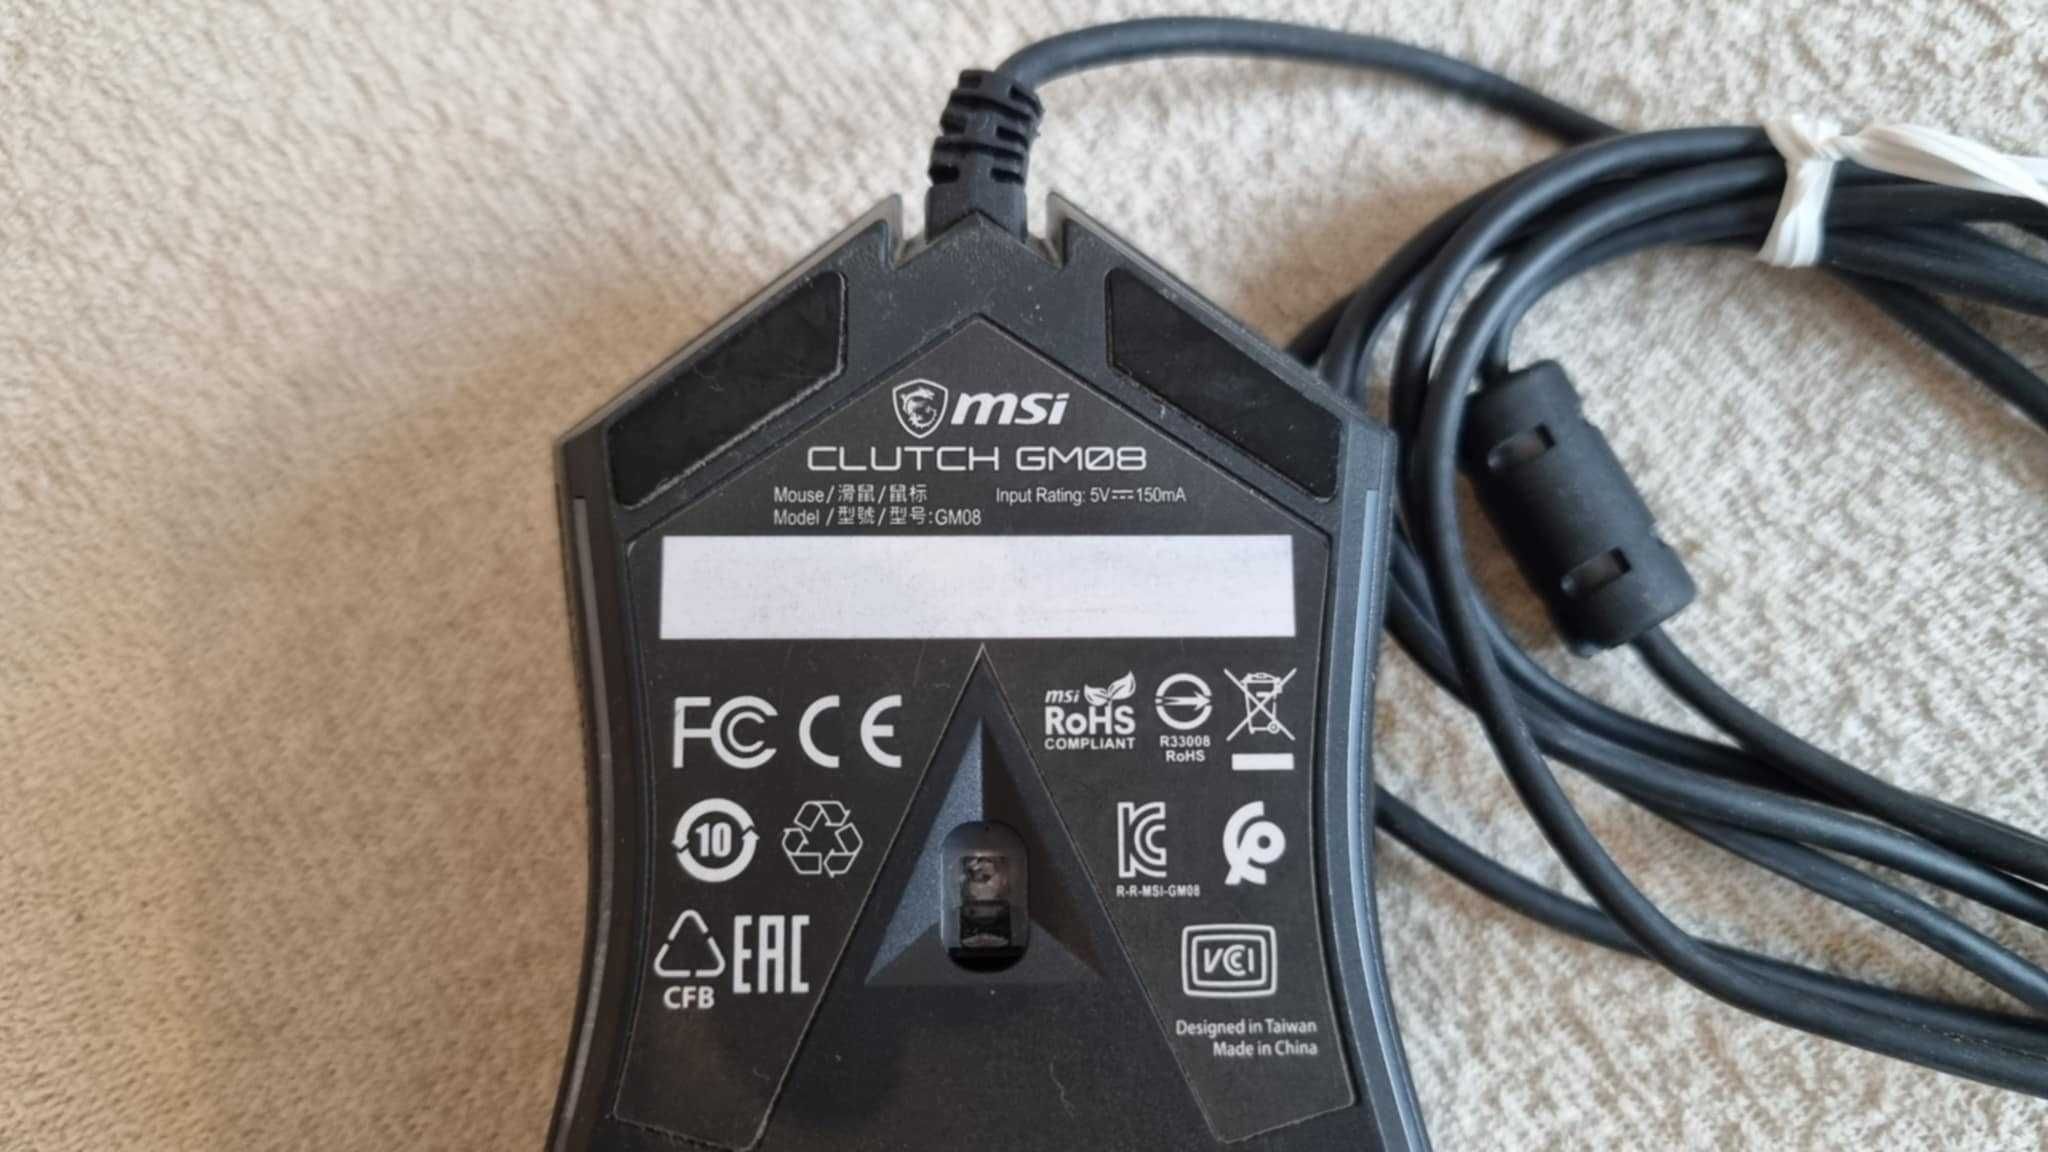 msi
CLUTCH GM08
Mouse/滑鼠/鼠标 Input Rating: 5V⎓150mA
Model /型號/型号:GM08
FC CE
msi
RoHS
COMPLIANT
R33008
RoHS
10
KC
R-R-MSI-GM08
CFB
EAC
VCCI
Designed in Taiwan
Made in China